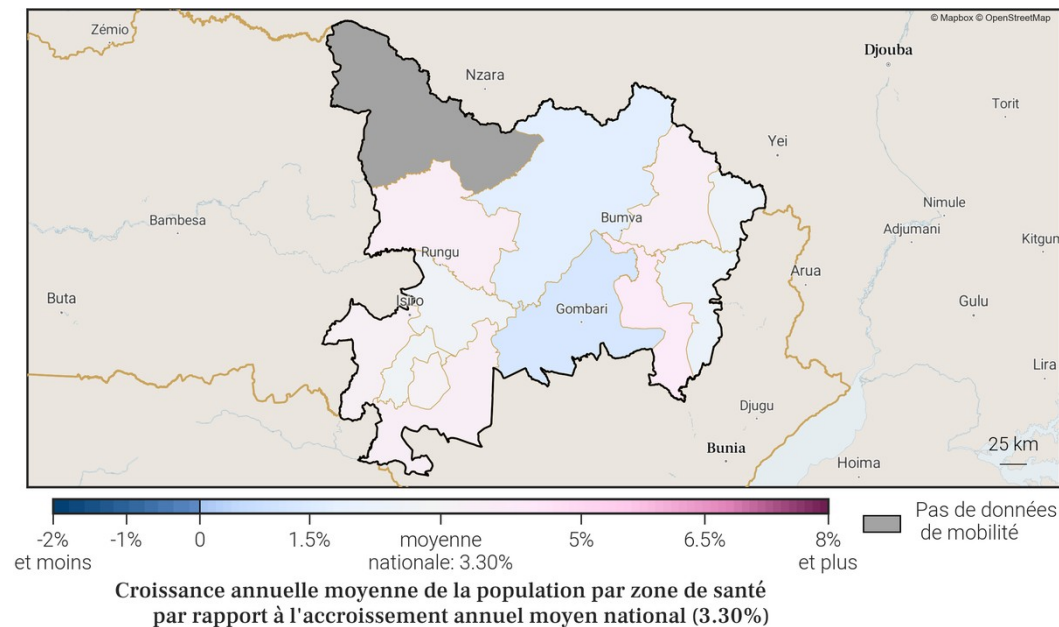 © Mapbox © OpenStreetMap
Zémio
Djouba
Nzara
Torit
Yei
Nimule
Bambesa
Bumva
Adjumani
Kitgum
Rungu
Arua
Buta
Isiro
Gombari
Gulu
Lira
Djugu
Bunia
Hoima
25 km
-2%
et moins
-1%
0
1.5%
moyenne
nationale: 3.30%
5%
6.5%
8%
et plus
Pas de données
de mobilité
Croissance annuelle moyenne de la population par zone de santé
par rapport à l'accroissement annuel moyen national (3.30%)